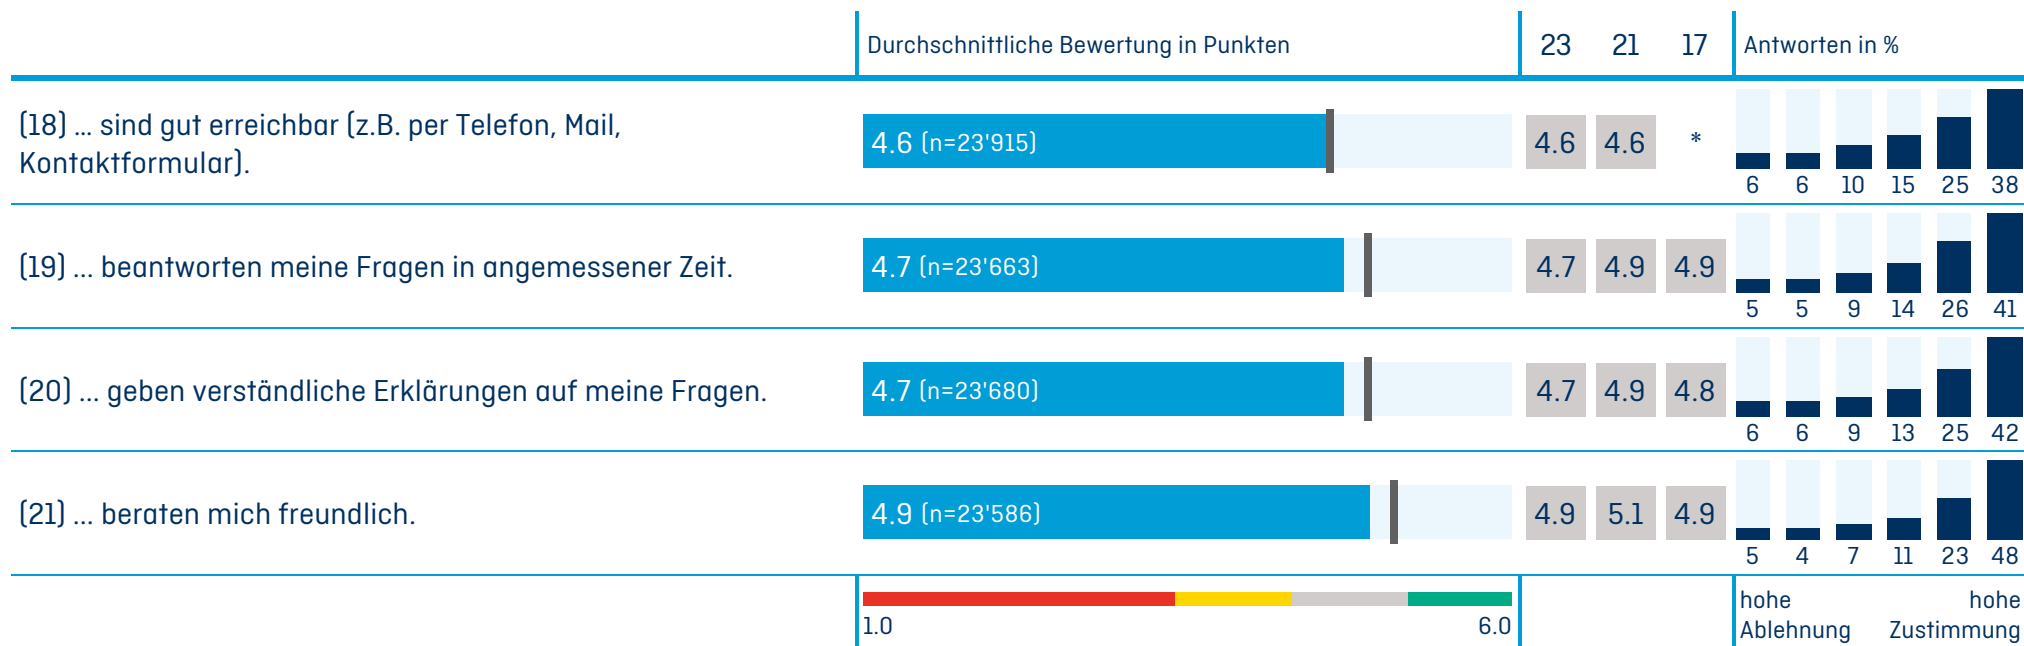 Durchschnittliche Bewertung in Punkten 23 21 17 Antworten in %
(18) ... sind gut erreichbar (z.B. per Telefon, Mail,
Kontaktformular).
4.6 (n=23'915) 4.6 4.6 *
6 6 10 15 25 38
(19) ... beantworten meine Fragen in angemessener Zeit. 4.7 (n=23'663) 4.7 4.9 4.9
5 5 9 14 26 41
(20) ... geben verständliche Erklärungen auf meine Fragen. 4.7 (n=23'680) 4.7 4.9 4.8
6 6 9 13 25 42
(21) ... beraten mich freundlich. 4.9 (n=23'586) 4.9 5.1 4.9
5 4 7 11 23 48
1.0 6.0
hohe hohe
Ablehnung Zustimmung